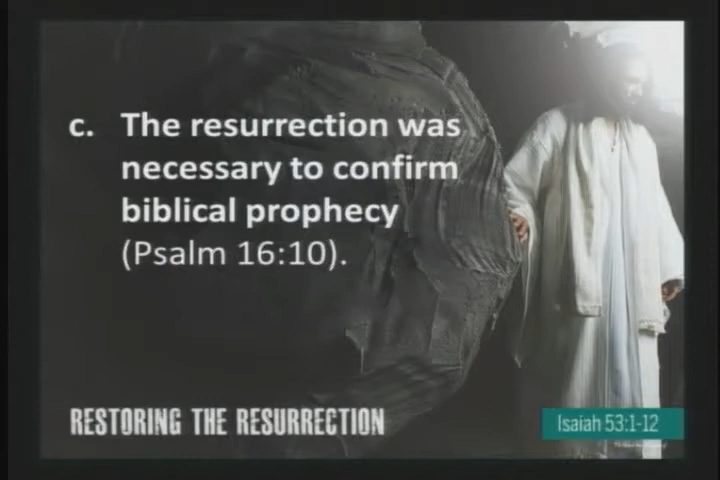 c. The resurrection was
necessary to confirm
biblical prophecy
(Psalm 16:10).
RESTORING THE RESURRECTION
Isaiah 53:1-12